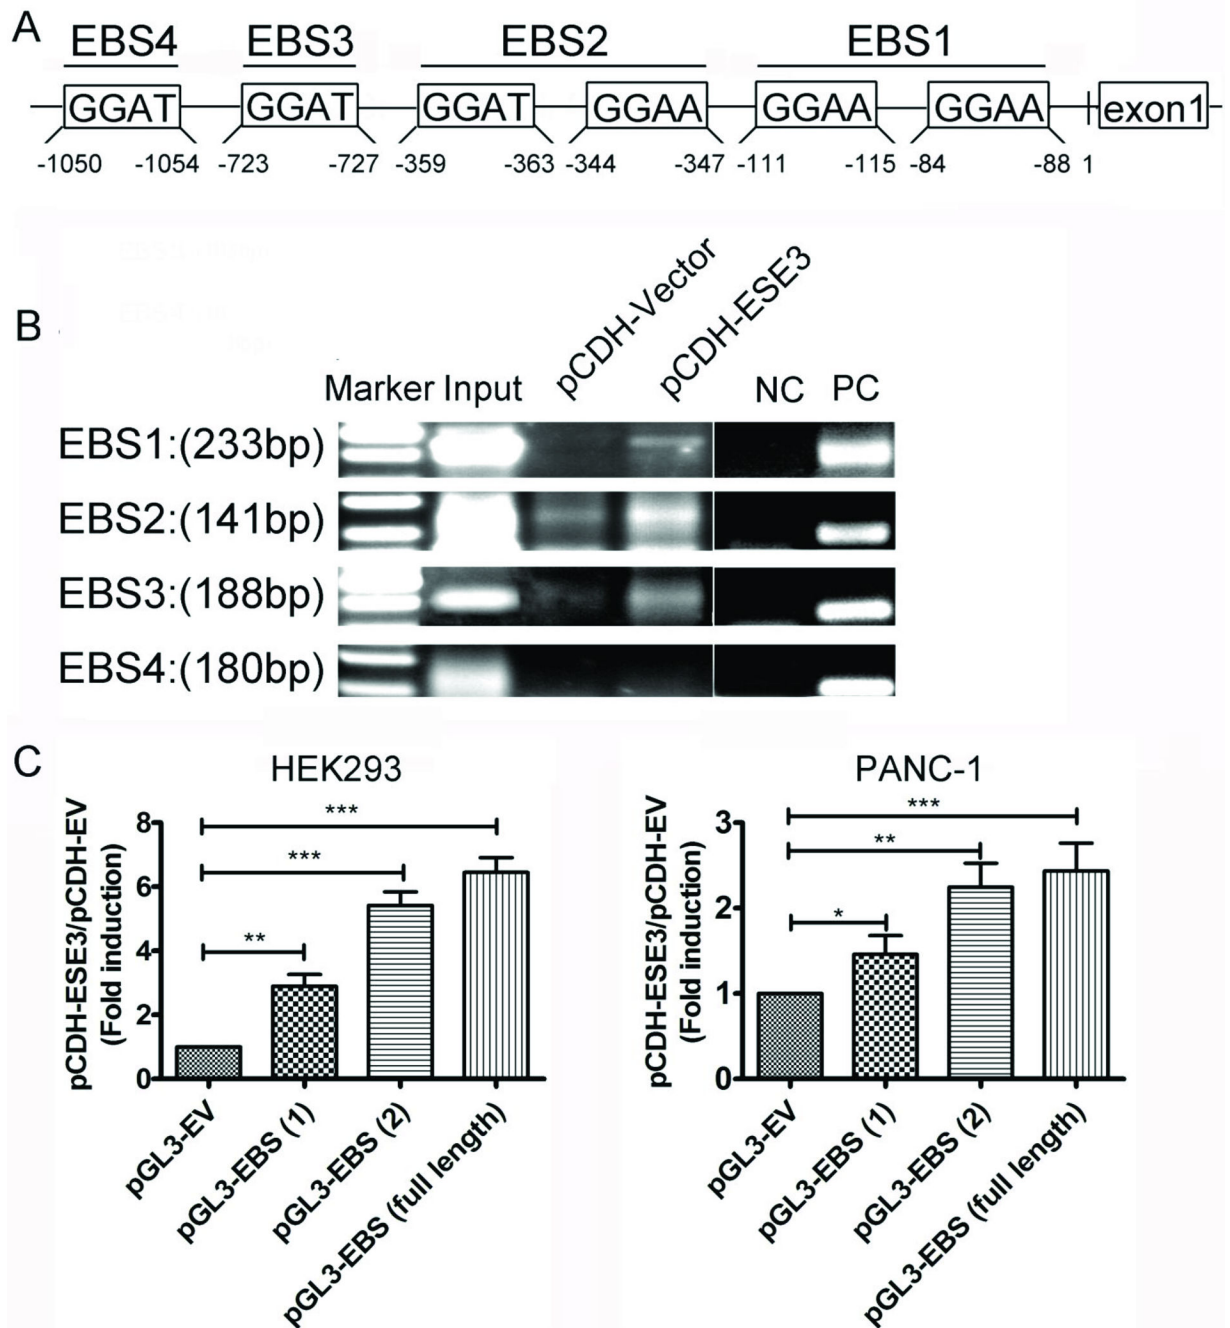 A
EBS4 EBS3 EBS2 EBS1
GGAT GGAT GGAT GGAA GGAA GGAA exon1
-1050 -1054 -723 -727 -359 -363 -344 -347 -111 -115 -84 -88 1
B
pCDH-Vector
pCDH-ESE3
Marker Input NC PC
EBS1:(233bp)
EBS2:(141bp)
EBS3:(188bp)
EBS4:(180bp)
C
HEK293
pCDH-ESE3/pCDH-EV
(Fold induction)
8
6
4
2
0
***
***
**
pGL3-EV
pGL3-EBS (1)
pGL3-EBS (2)
pGL3-EBS (full length)
PANC-1
pCDH-ESE3/pCDH-EV
(Fold induction)
3
2
1
0
***
**
*
pGL3-EV
pGL3-EBS (1)
pGL3-EBS (2)
pGL3-EBS (full length)